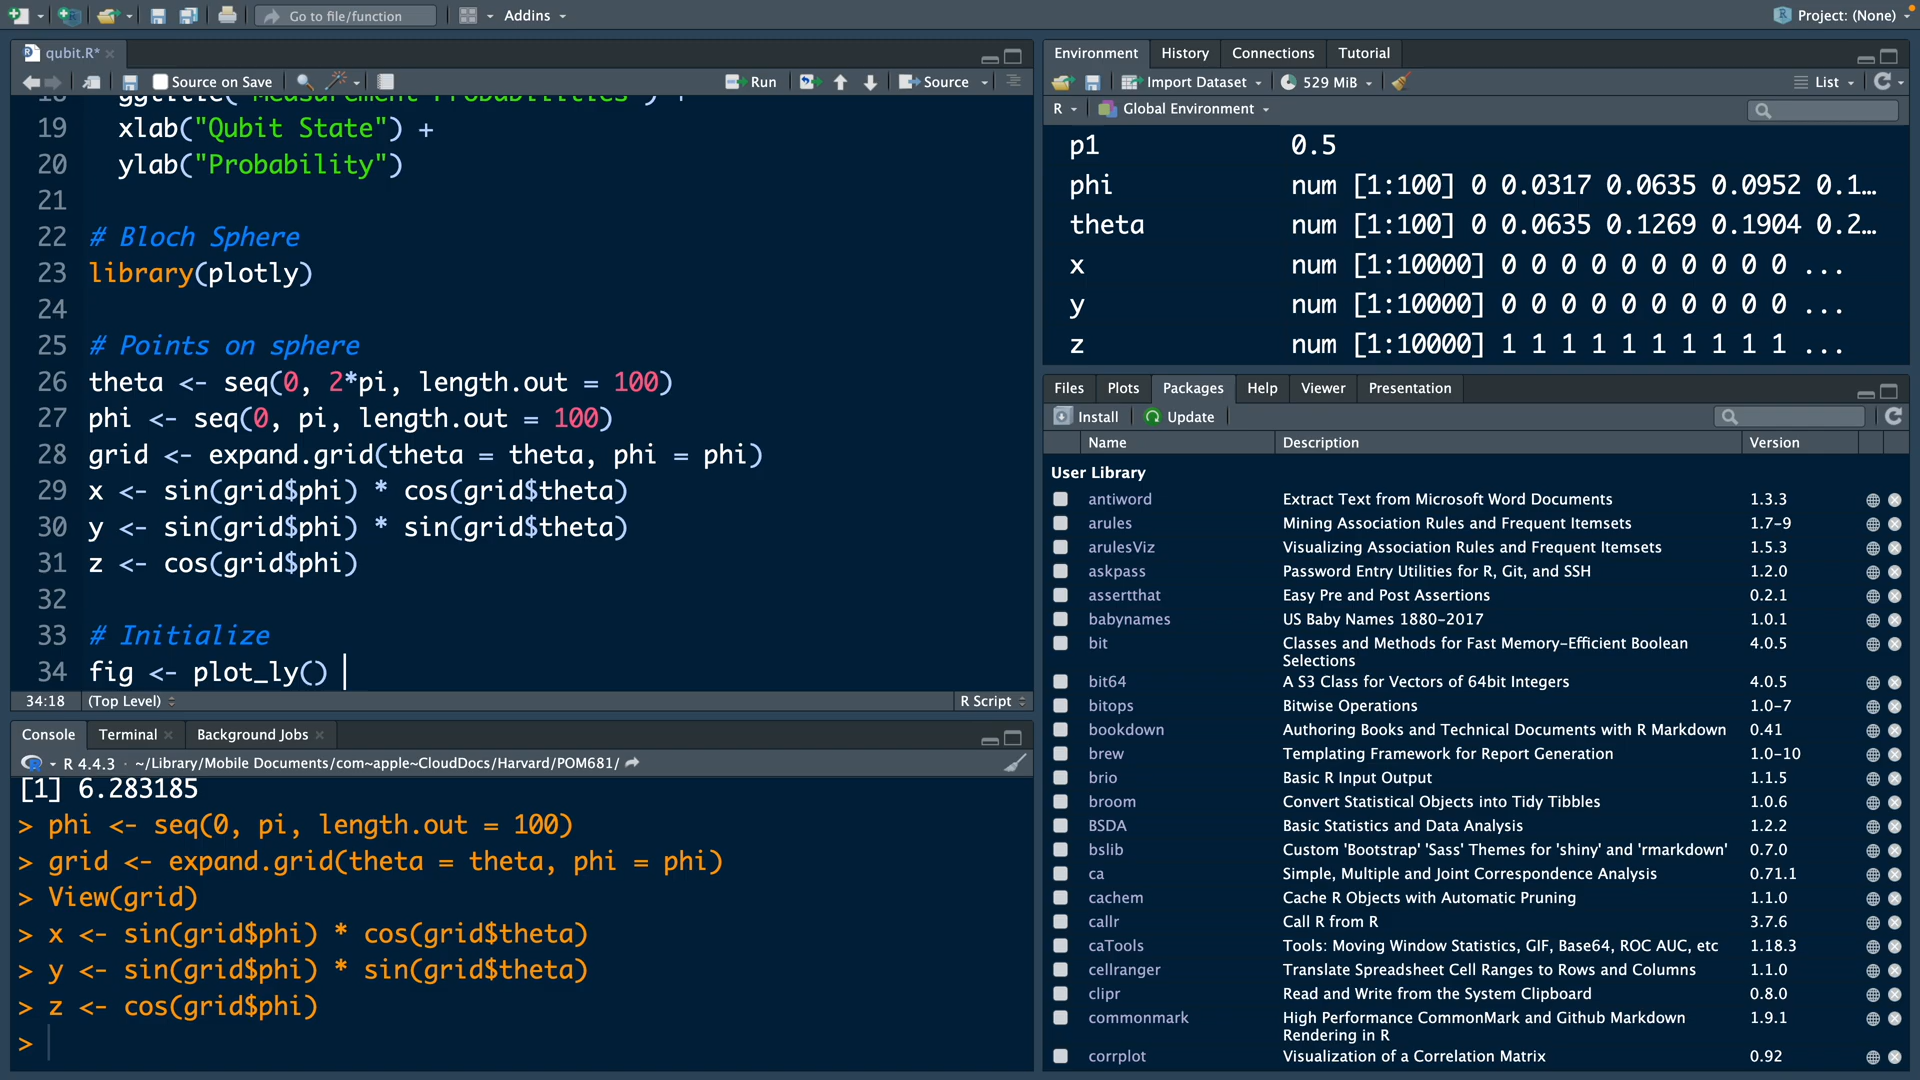 Go to file/function
Addins
Project: (None)
qubit.R*
Source on Save
Run
Source
18 ggtitle("Measurement Probabilities") +
19 xlab("Qubit State") +
20 ylab("Probability")
21
22 # Bloch Sphere
23 library(plotly)
24
25 # Points on sphere
26 theta <- seq(0, 2*pi, length.out = 100)
27 phi <- seq(0, pi, length.out = 100)
28 grid <- expand.grid(theta = theta, phi = phi)
29 x <- sin(grid$phi) * cos(grid$theta)
30 y <- sin(grid$phi) * sin(grid$theta)
31 z <- cos(grid$phi)
32
33 # Initialize
34 fig <- plot_ly()
34:18 (Top Level) R Script
Console Terminal Background Jobs
R 4.4.3 · ~/Library/Mobile Documents/com~apple~CloudDocs/Harvard/POM681/
[1] 6.283185
> phi <- seq(0, pi, length.out = 100)
> grid <- expand.grid(theta = theta, phi = phi)
> View(grid)
> x <- sin(grid$phi) * cos(grid$theta)
> y <- sin(grid$phi) * sin(grid$theta)
> z <- cos(grid$phi)
>
Environment History Connections Tutorial
Import Dataset 529 MiB List
R Global Environment
p1 0.5
phi num [1:100] 0 0.0317 0.0635 0.0952 0.1…
theta num [1:100] 0 0.0635 0.1269 0.1904 0.2…
x num [1:10000] 0 0 0 0 0 0 0 0 0 0 ...
y num [1:10000] 0 0 0 0 0 0 0 0 0 0 ...
z num [1:10000] 1 1 1 1 1 1 1 1 1 1 ...
Files Plots Packages Help Viewer Presentation
Install Update
Name Description Version
User Library
antiword Extract Text from Microsoft Word Documents 1.3.3
arules Mining Association Rules and Frequent Itemsets 1.7-9
arulesViz Visualizing Association Rules and Frequent Itemsets 1.5.3
askpass Password Entry Utilities for R, Git, and SSH 1.2.0
assertthat Easy Pre and Post Assertions 0.2.1
babynames US Baby Names 1880-2017 1.0.1
bit Classes and Methods for Fast Memory-Efficient Boolean 4.0.5
Selections
bit64 A S3 Class for Vectors of 64bit Integers 4.0.5
bitops Bitwise Operations 1.0-7
bookdown Authoring Books and Technical Documents with R Markdown 0.41
brew Templating Framework for Report Generation 1.0-10
brio Basic R Input Output 1.1.5
broom Convert Statistical Objects into Tidy Tibbles 1.0.6
BSDA Basic Statistics and Data Analysis 1.2.2
bslib Custom 'Bootstrap' 'Sass' Themes for 'shiny' and 'rmarkdown' 0.7.0
ca Simple, Multiple and Joint Correspondence Analysis 0.71.1
cachem Cache R Objects with Automatic Pruning 1.1.0
callr Call R from R 3.7.6
caTools Tools: Moving Window Statistics, GIF, Base64, ROC AUC, etc 1.18.3
cellranger Translate Spreadsheet Cell Ranges to Rows and Columns 1.1.0
clipr Read and Write from the System Clipboard 0.8.0
commonmark High Performance CommonMark and Github Markdown 1.9.1
Rendering in R
corrplot Visualization of a Correlation Matrix 0.92